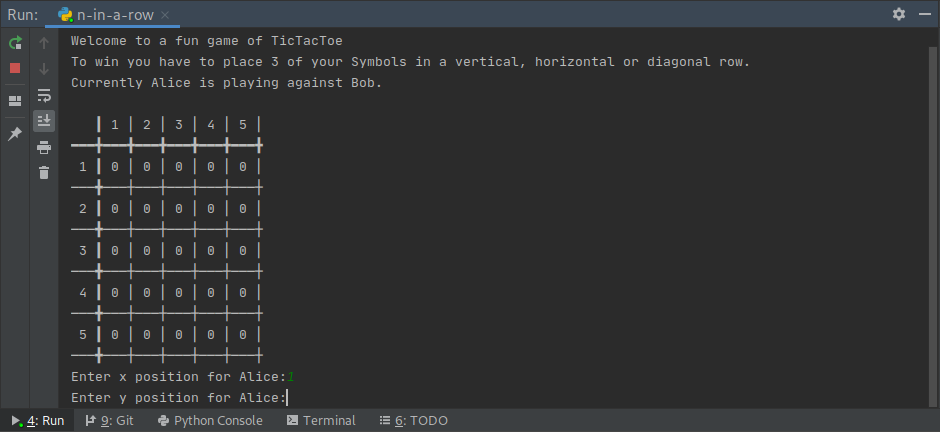 Run: n-in-a-row
Welcome to a fun game of TicTacToe
To win you have to place 3 of your Symbols in a vertical, horizontal or diagonal row.
Currently Alice is playing against Bob.
┃ 1 │ 2 │ 3 │ 4 │ 5 │
━━━╋━━━╇━━━╇━━━╇━━━╇━━━╇
1 ┃ 0 │ 0 │ 0 │ 0 │ 0 │
───╂───┼───┼───┼───┼───┼
2 ┃ 0 │ 0 │ 0 │ 0 │ 0 │
───╂───┼───┼───┼───┼───┼
3 ┃ 0 │ 0 │ 0 │ 0 │ 0 │
───╂───┼───┼───┼───┼───┼
4 ┃ 0 │ 0 │ 0 │ 0 │ 0 │
───╂───┼───┼───┼───┼───┼
5 ┃ 0 │ 0 │ 0 │ 0 │ 0 │
───╂───┼───┼───┼───┼───┼
Enter x position for Alice:1
Enter y position for Alice:
4: Run 9: Git Python Console Terminal 6: TODO